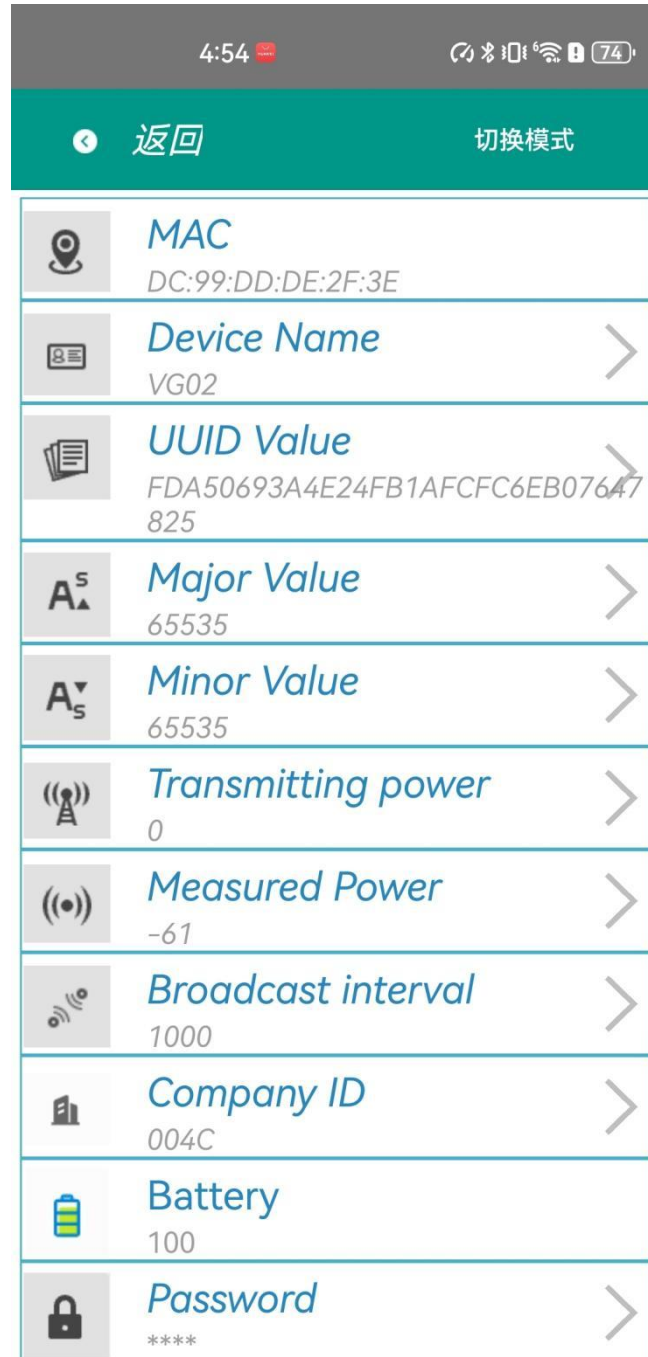 4:54
6
74
返回
切换模式
MAC
DC:99:DD:DE:2F:3E
Device Name
VG02
UUID Value
FDA50693A4E24FB1AFCFC6EB07647
825
Major Value
65535
Minor Value
65535
Transmitting power
0
Measured Power
-61
Broadcast interval
1000
Company ID
004C
Battery
100
Password
****